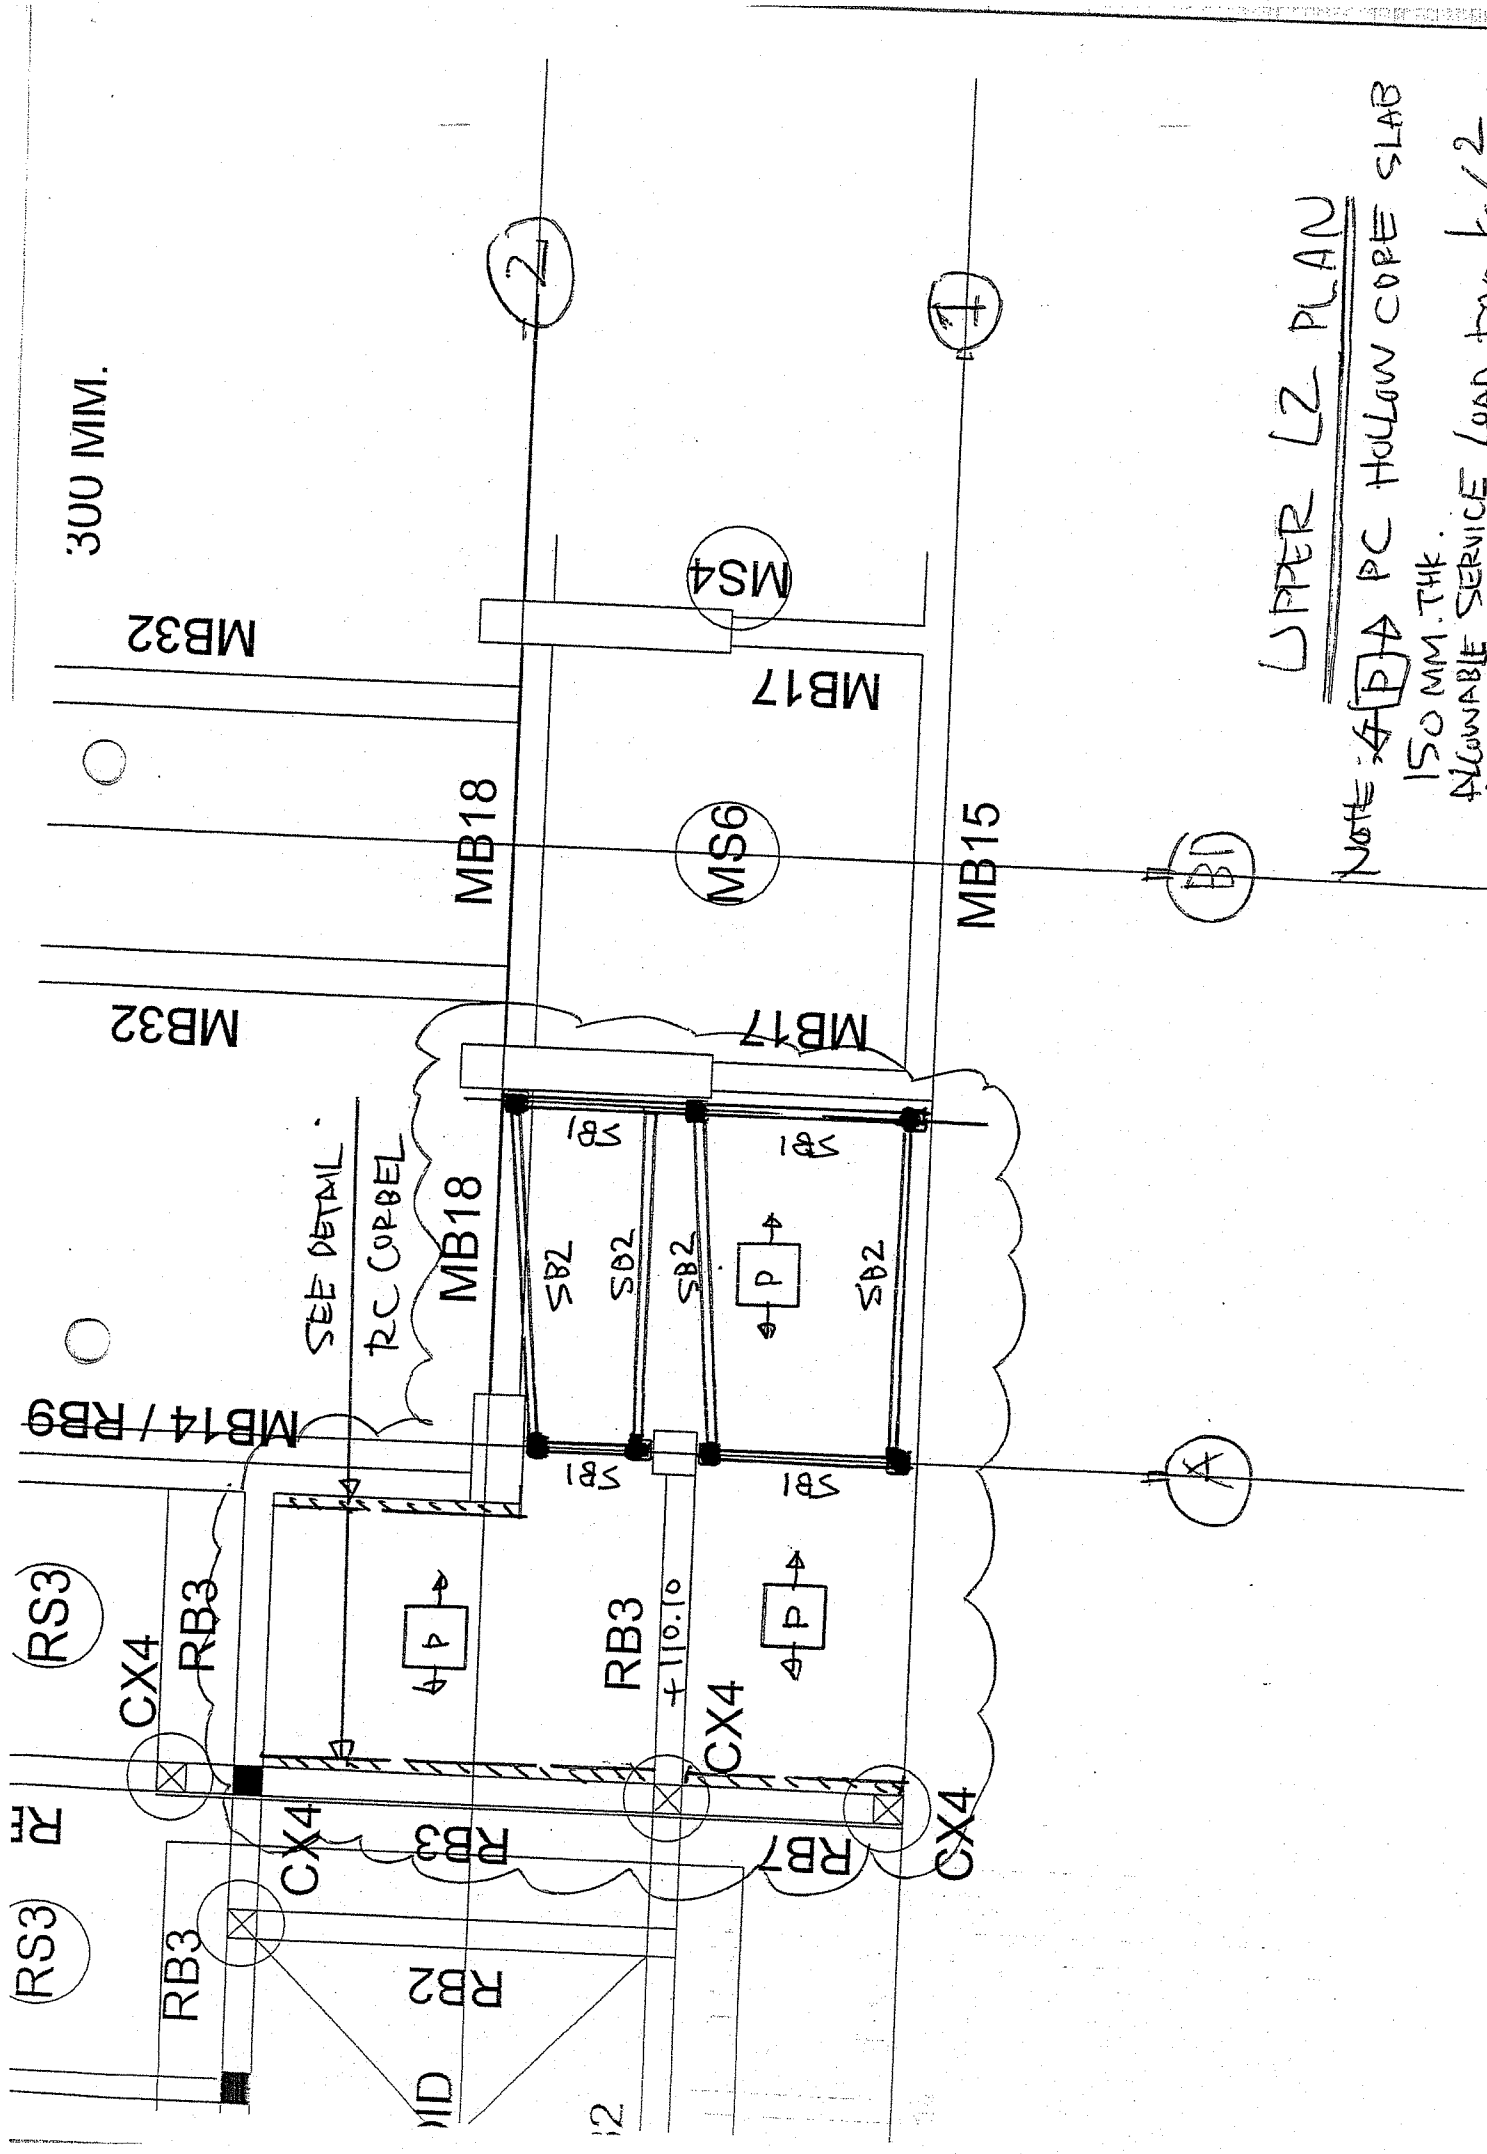 300 MM.
2
1
MB32
MS4
MB17
MB18
MS6
MB15
B1
MB32
MB17
SEE DETAIL.
RC CORBEL
MB18
SB1
SB1
SB2
SB2
SB2
SB2
P
MB14 / RB9
SB1
SB1
A
RS3
CX4
RB3
P
RB3
+110.10
P
CX4
CX4
RB3
RB7
CX4
RS3
RB3
RB2
UPPER L2 PLAN
NOTE: P PC HOLLOW CORE SLAB
150 MM. THK.
ALLOWABLE SERVICE LOAD